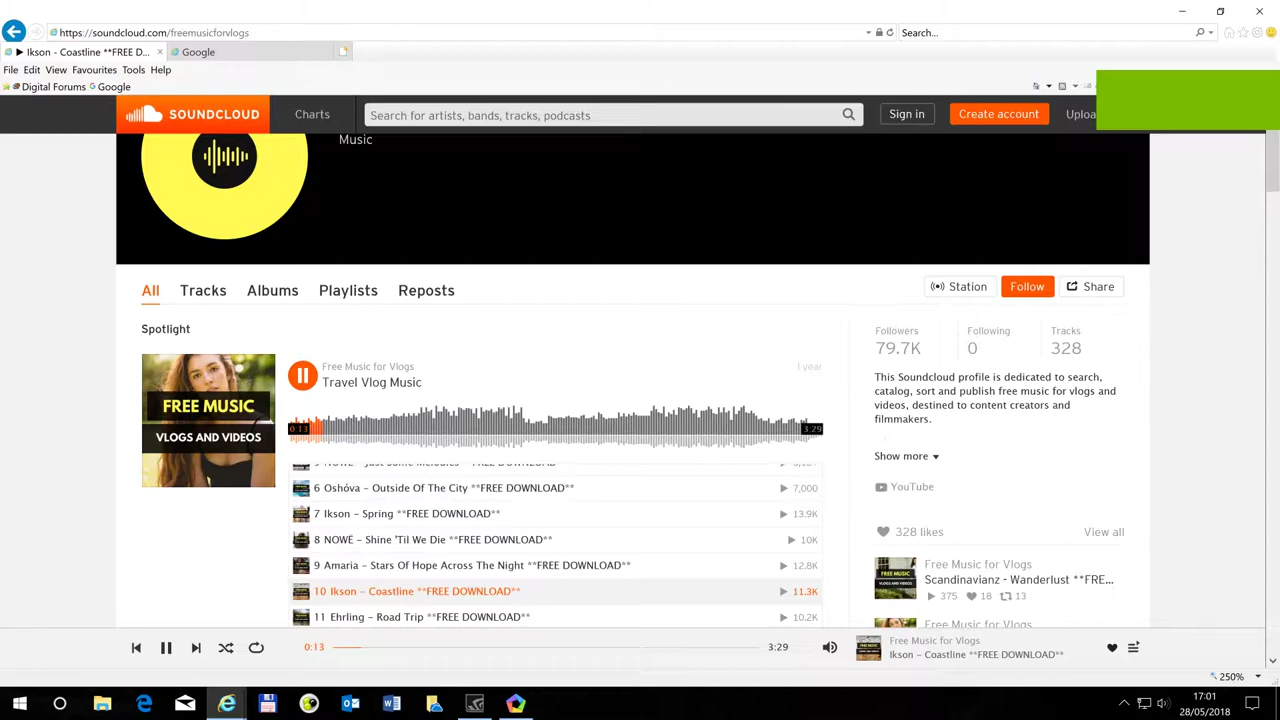 https://soundcloud.com/freemusicforvlogs
Search...
▶ Ikson - Coastline **FREE D...
Google
File Edit View Favourites Tools Help
Digital Forums Google
SOUNDCLOUD
Charts
Search for artists, bands, tracks, podcasts
Sign in
Create account
Uploa
Music
All Tracks Albums Playlists Reposts
Station Follow Share
Spotlight
Followers Following Tracks
79.7K 0 328
FREE MUSIC
VLOGS AND VIDEOS
Free Music for Vlogs
1 year
Travel Vlog Music
0:13 3:29
This Soundcloud profile is dedicated to search,
catalog, sort and publish free music for vlogs and
videos, destined to content creators and
filmmakers.
Show more
YouTube
6 Oshóva - Outside Of The City **FREE DOWNLOAD** 7,000
7 Ikson - Spring **FREE DOWNLOAD** 13.9K
8 NOWË - Shine 'Til We Die **FREE DOWNLOAD** 10K
9 Amaria - Stars Of Hope Across The Night **FREE DOWNLOAD** 12.8K
10 Ikson - Coastline **FREE DOWNLOAD** 11.3K
11 Ehrling - Road Trip **FREE DOWNLOAD** 10.2K
328 likes View all
Free Music for Vlogs
Scandinavianz - Wanderlust **FRE...
375 18 13
Free Music for Vlogs
0:13 3:29
Free Music for Vlogs
Ikson - Coastline **FREE DOWNLOAD**
250%
17:01
28/05/2018